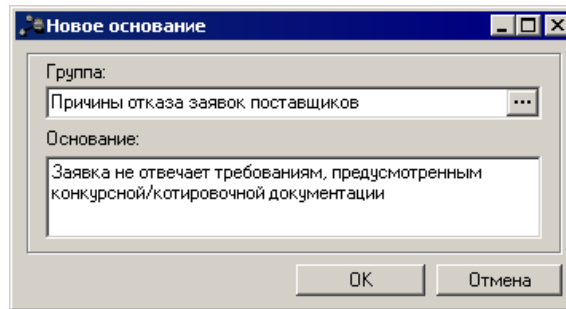 Новое основание
Группа:
Причины отказа заявок поставщиков
Основание:
Заявка не отвечает требованиям, предусмотренным
конкурсной/котировочной документации
OK
Отмена